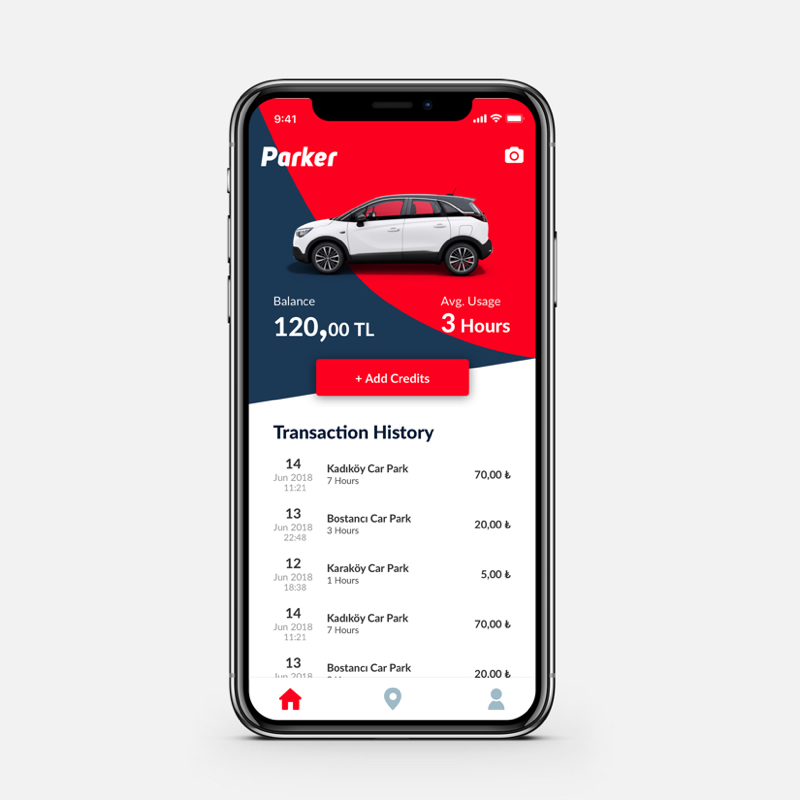 9:41
Parker
Balance
Avg. Usage
120,00 TL
3 Hours
+ Add Credits
Transaction History
14
Jun 2018
11:21
Kadıköy Car Park
7 Hours
70,00 ₺
13
Jun 2018
22:48
Bostancı Car Park
3 Hours
20,00 ₺
12
Jun 2018
18:38
Karaköy Car Park
1 Hours
5,00 ₺
14
Jun 2018
11:21
Kadıköy Car Park
7 Hours
70,00 ₺
13
Jun 2018
Bostancı Car Park
20,00 ₺